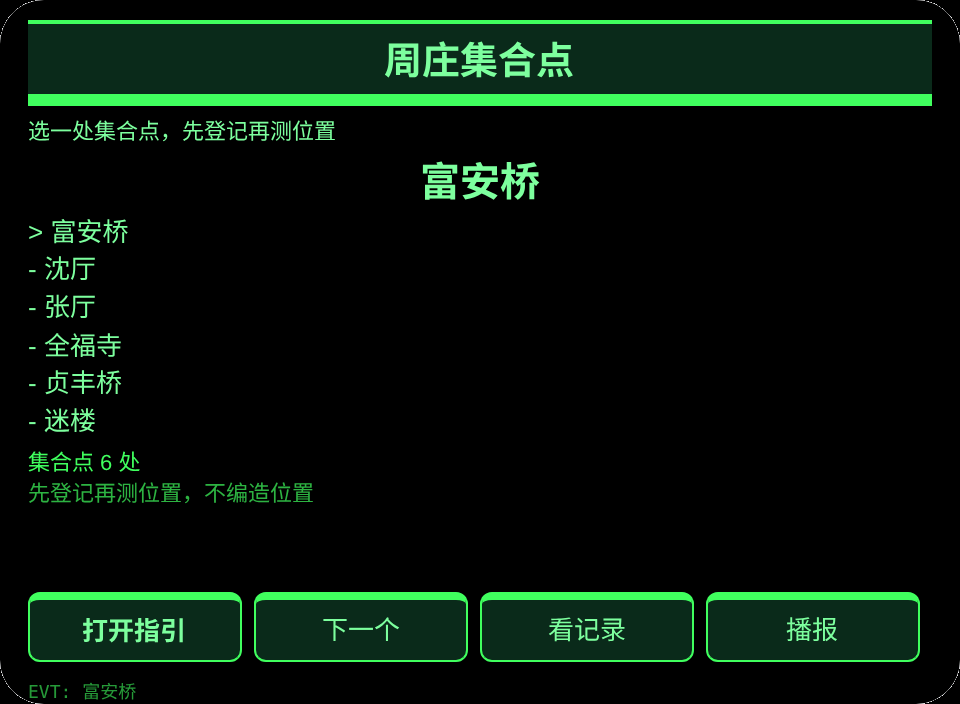 周庄集合点
选一处集合点，先登记再测位置
富安桥
> 富安桥
- 沈厅
- 张厅
- 全福寺
- 贞丰桥
- 迷楼
集合点 6 处
先登记再测位置，不编造位置
打开指引
下一个
看记录
播报
EVT: 富安桥